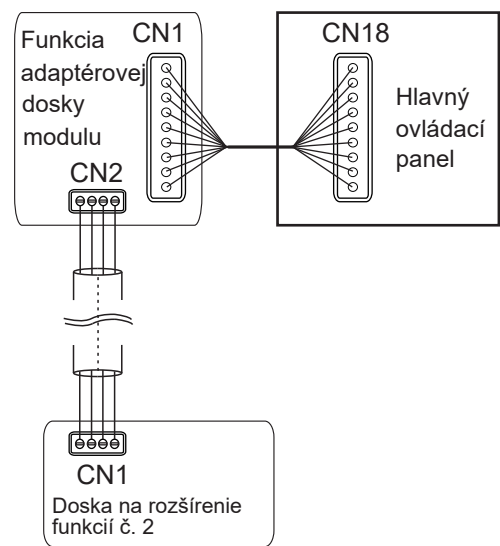 Funkcia
adaptérovej
dosky
modulu
CN1
CN2
CN18
Hlavný
ovládací
panel
CN1
Doska na rozšírenie
funkcií č. 2